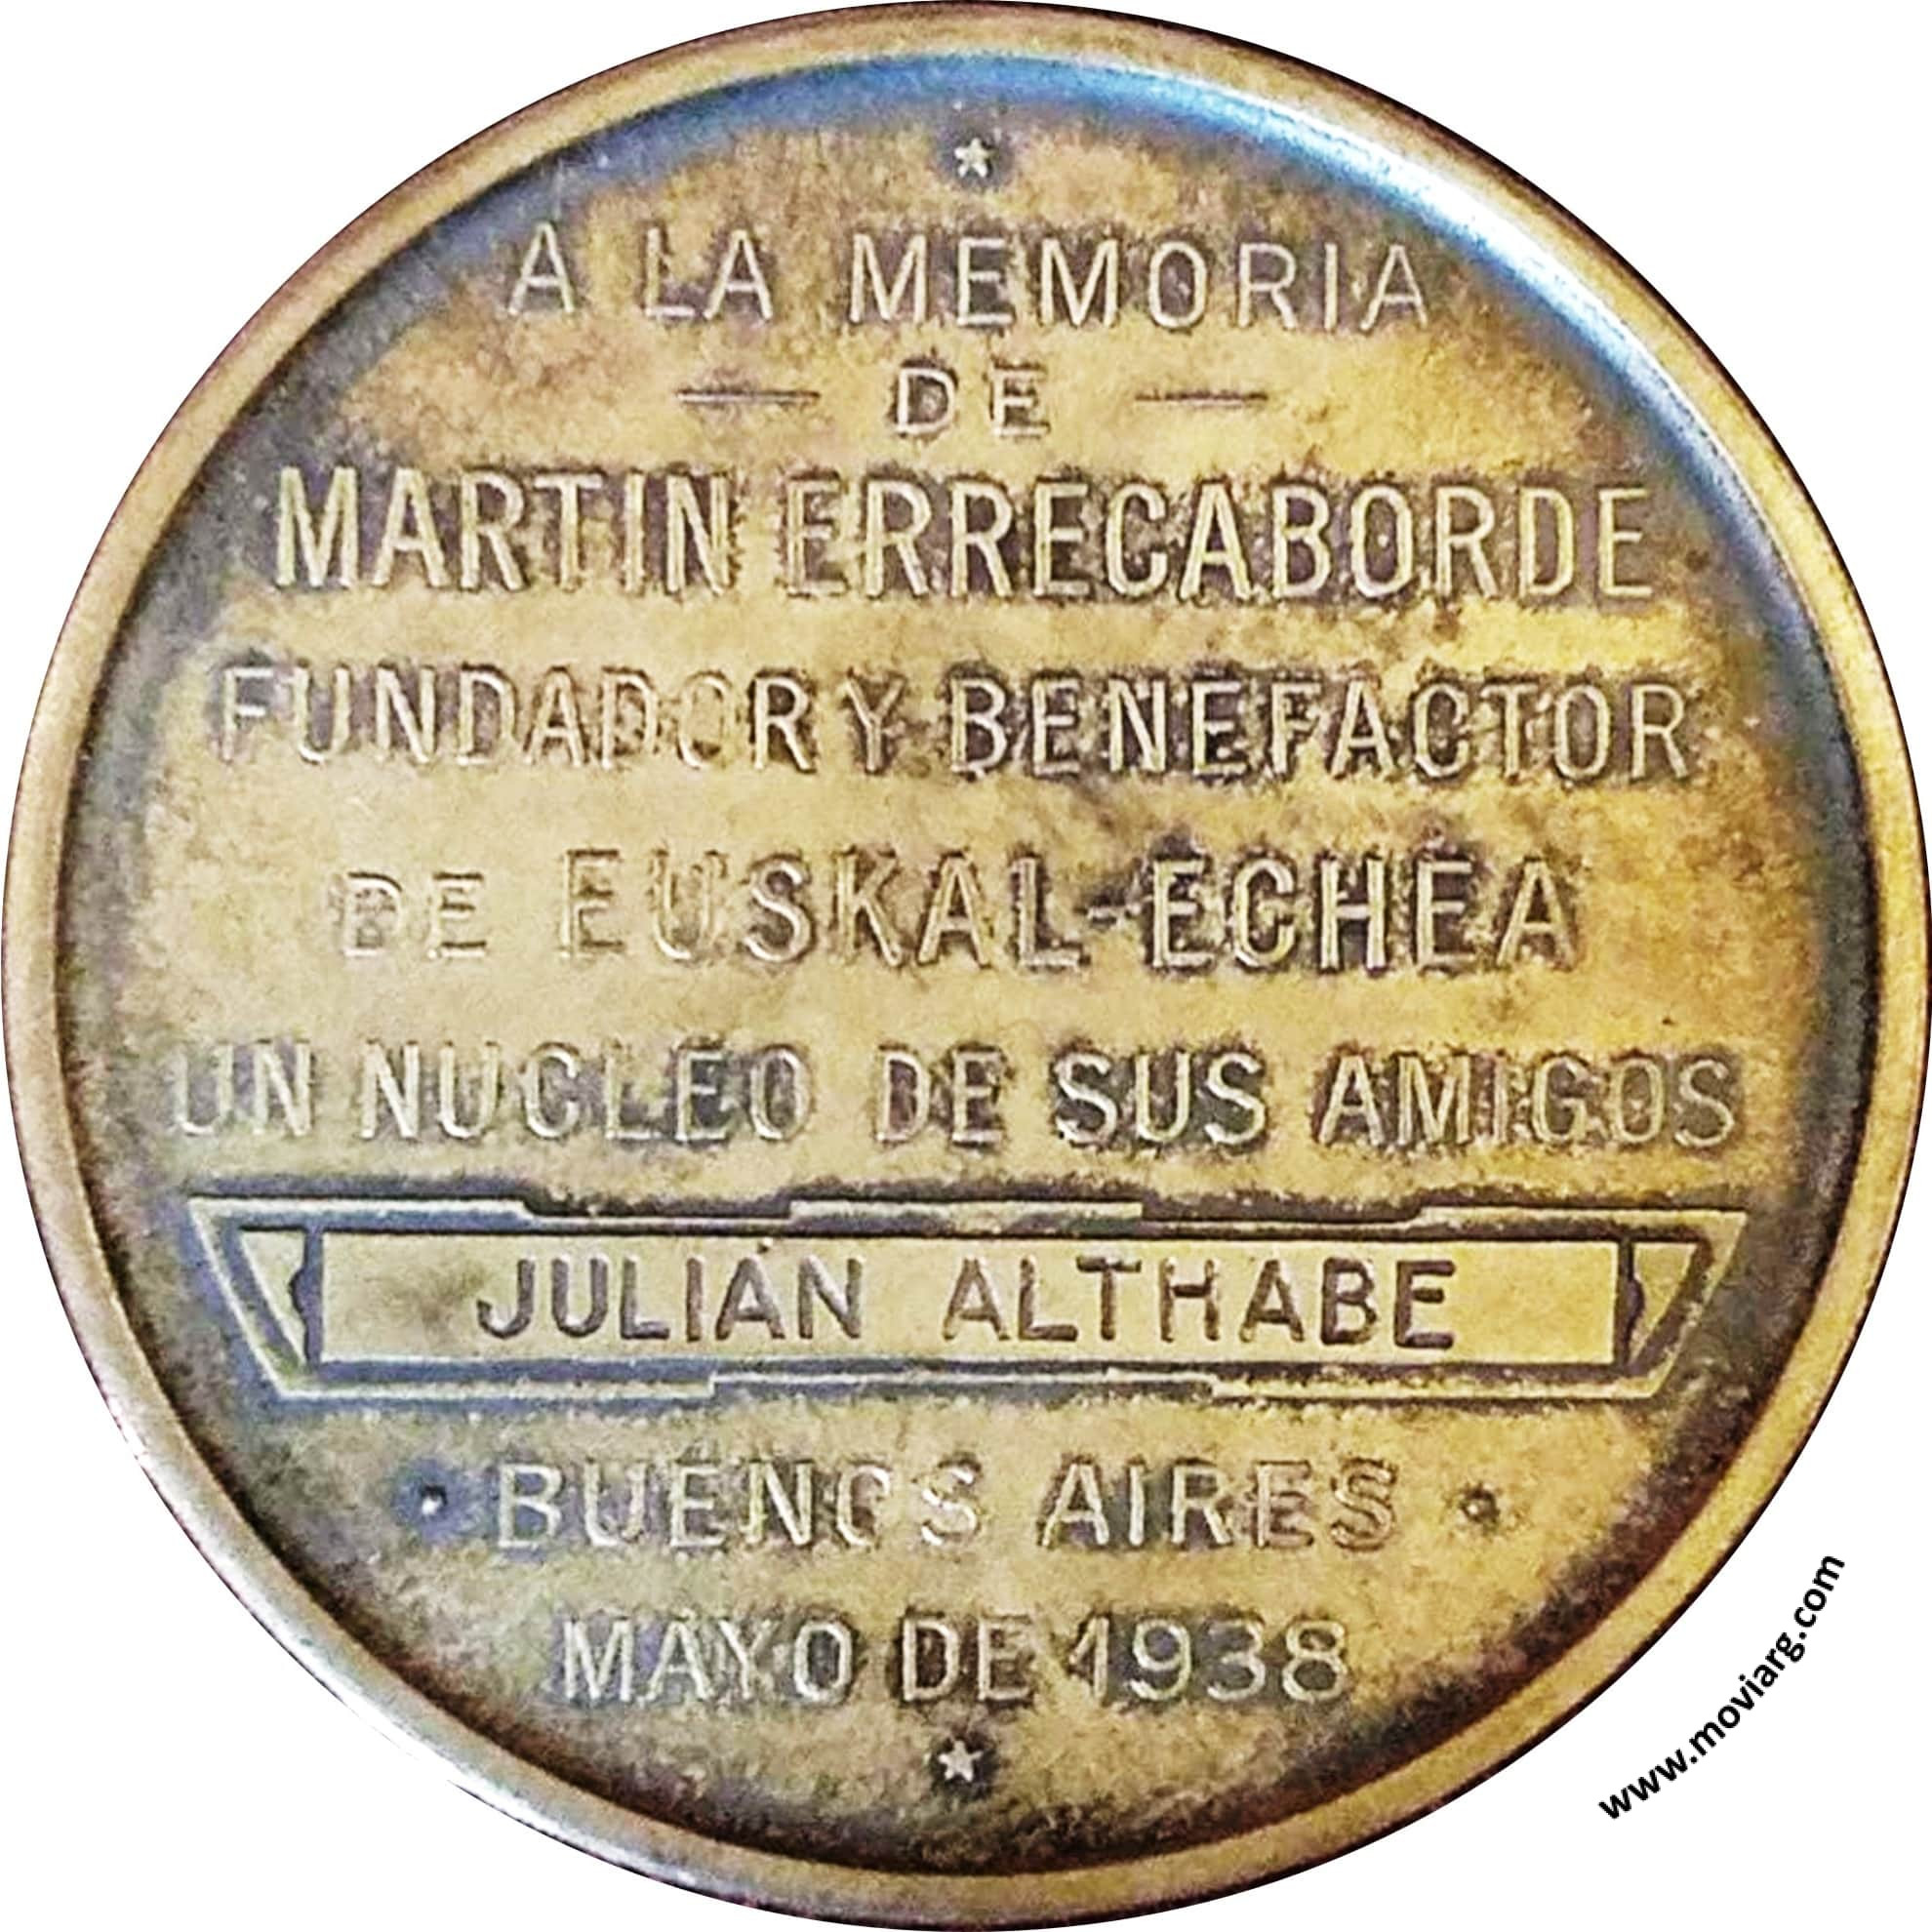 A LA MEMORIA
DE
MARTIN ERRECABORDE
FUNDADOR Y BENEFACTOR
DE EUSKAL-ECHEA
UN NUCLEO DE SUS AMIGOS
JULIÁN ALTHABE
BUENOS AIRES
MAYO DE 1938
www.moviarg.com